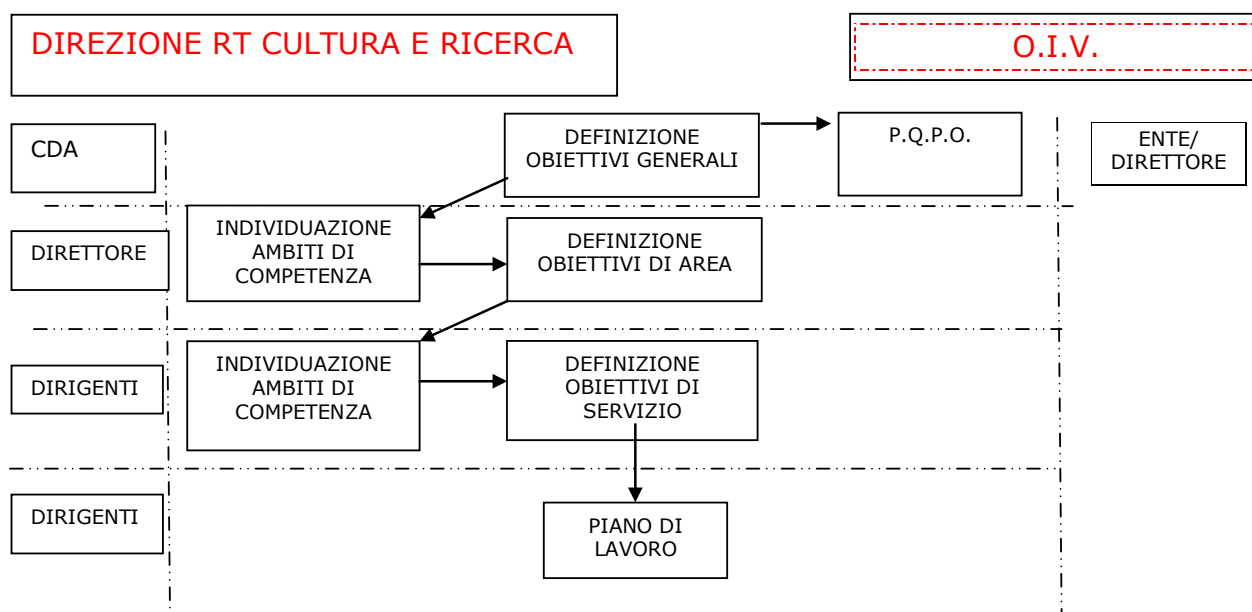 DIREZIONE RT CULTURA E RICERCA
O.I.V.
CDA
DEFINIZIONE
OBIETTIVI GENERALI
P.Q.P.O.
ENTE/
DIRETTORE
DIRETTORE
INDIVIDUAZIONE
AMBITI DI
COMPETENZA
DEFINIZIONE
OBIETTIVI DI AREA
DIRIGENTI
INDIVIDUAZIONE
AMBITI DI
COMPETENZA
DEFINIZIONE
OBIETTIVI DI
SERVIZIO
DIRIGENTI
PIANO DI
LAVORO